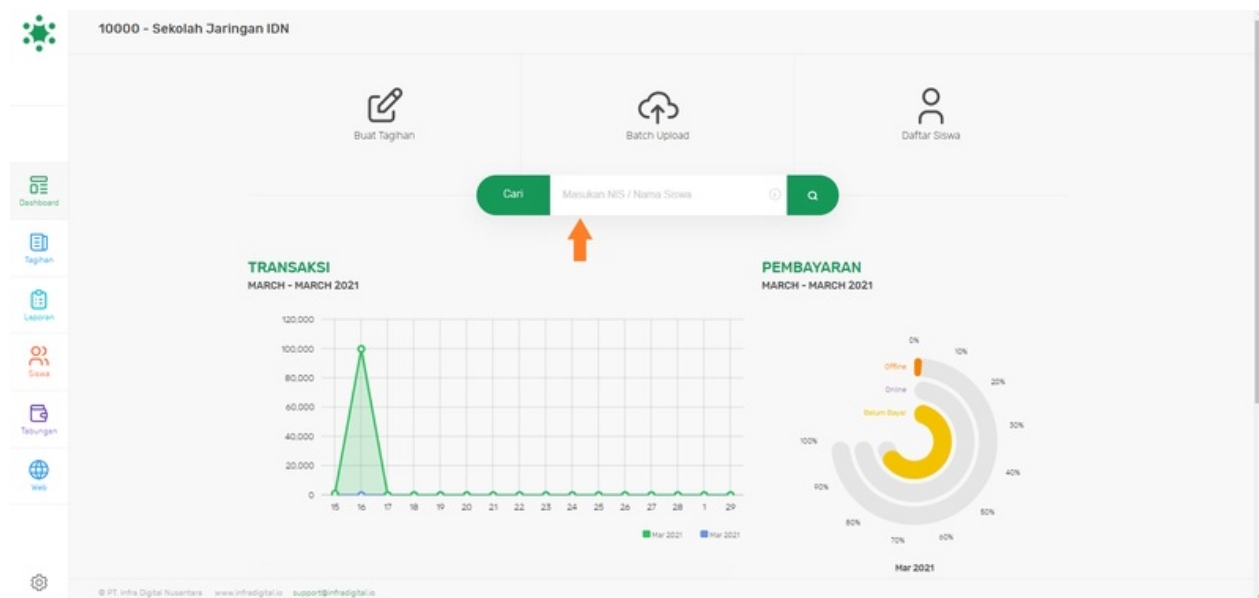 10000 - Sekolah Jaringan IDN
Buat Tagihan
Batch Upload
Daftar Siswa
Dashboard
Tagihan
Laporan
Siswa
Tabungan
Web
Cari
Masukan NIS / Nama Siswa
TRANSAKSI
MARCH - MARCH 2021
120,000
100,000
80,000
60,000
40,000
20,000
0
15 16 17 18 19 20 21 22 23 24 25 26 27 28 1 29
Mar 2021 Mar 2021
PEMBAYARAN
MARCH - MARCH 2021
0%
10%
20%
30%
40%
50%
60%
70%
80%
90%
100%
Offline
Online
Belum Bayar
Mar 2021
© PT. Infra Digital Nusantara www.infradigital.io support@infradigital.io